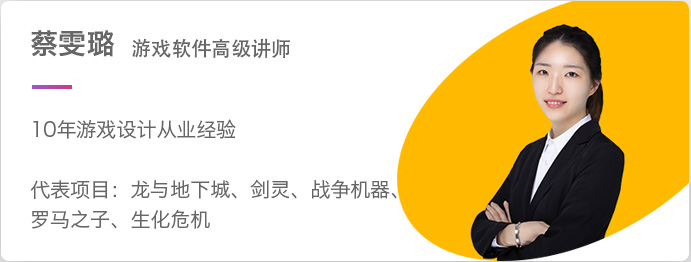 蔡雯璐 游戏软件高级讲师
10年游戏设计从业经验
代表项目：龙与地下城、剑灵、战争机器、
罗马之子、生化危机